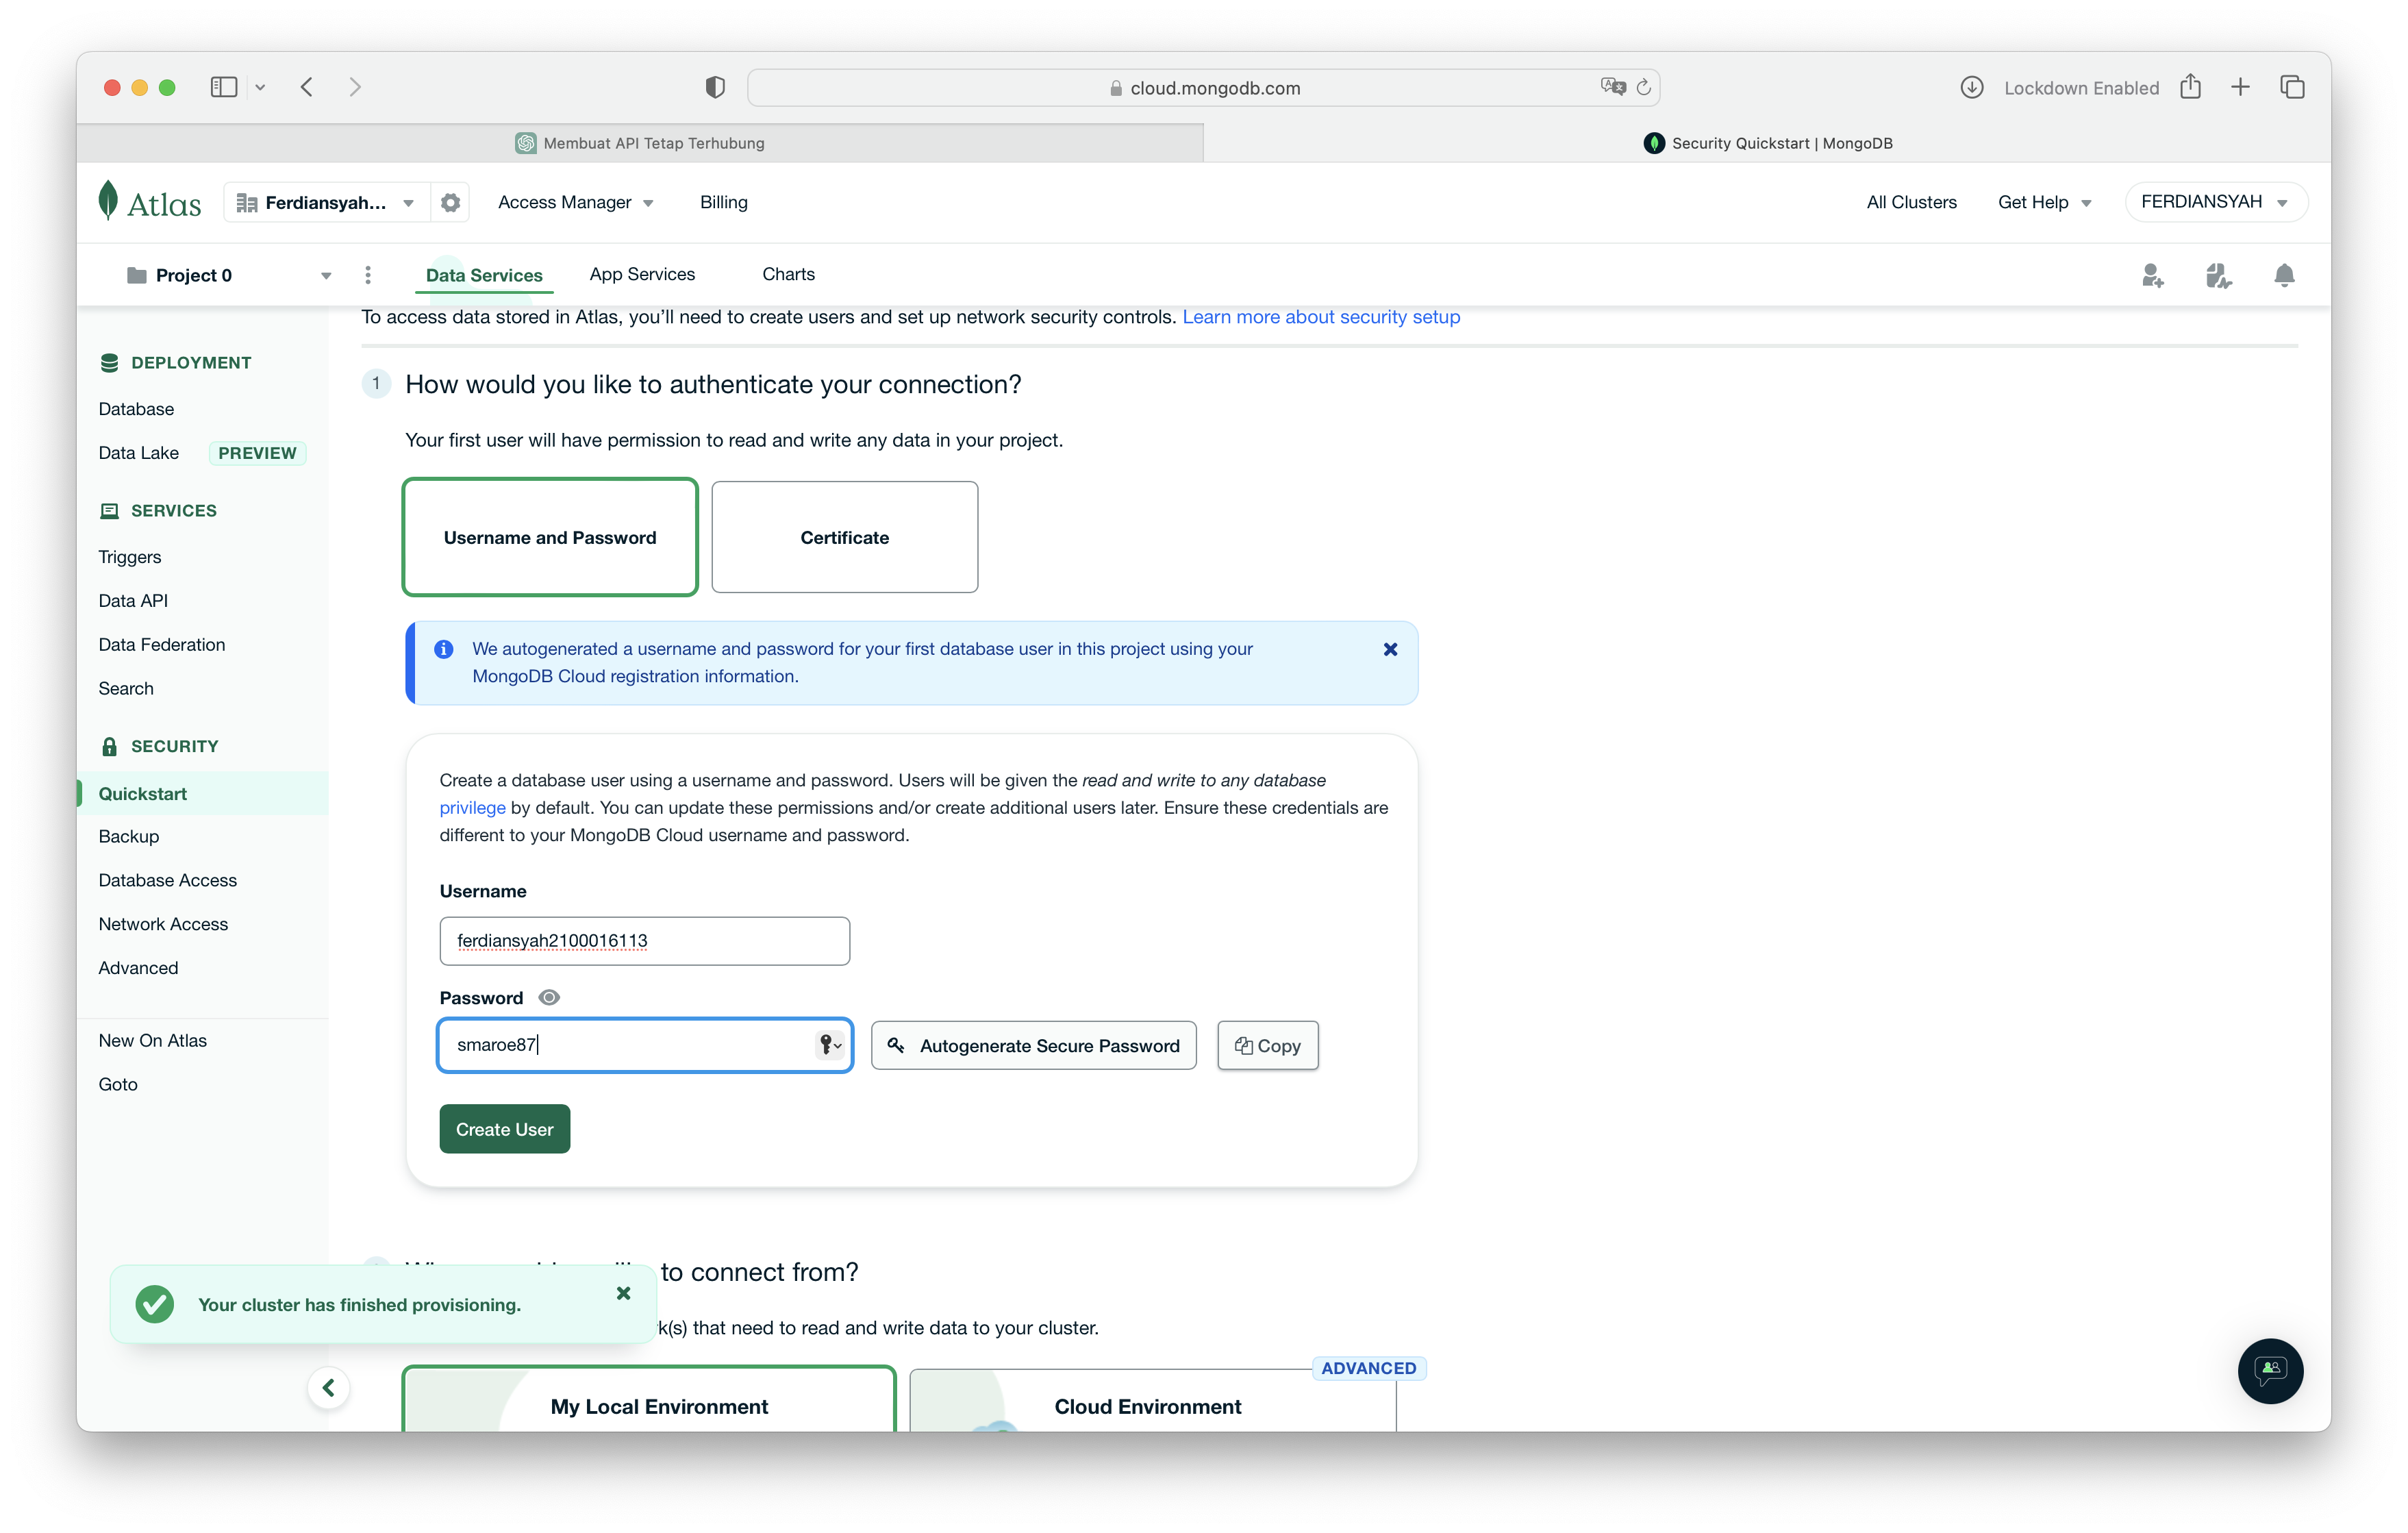 cloud.mongodb.com
Lockdown Enabled
Membuat API Tetap Terhubung
Security Quickstart | MongoDB
Atlas
Ferdiansyah...
Access Manager
Billing
All Clusters
Get Help
FERDIANSYAH
Project 0
Data Services
App Services
Charts
To access data stored in Atlas, you’ll need to create users and set up network security controls. Learn more about security setup
DEPLOYMENT
Database
Data Lake PREVIEW
SERVICES
Triggers
Data API
Data Federation
Search
SECURITY
Quickstart
Backup
Database Access
Network Access
Advanced
New On Atlas
Goto
1 How would you like to authenticate your connection?
Your first user will have permission to read and write any data in your project.
Username and Password
Certificate
We autogenerated a username and password for your first database user in this project using your
MongoDB Cloud registration information.
Create a database user using a username and password. Users will be given the read and write to any database
privilege by default. You can update these permissions and/or create additional users later. Ensure these credentials are
different to your MongoDB Cloud username and password.
Username
ferdiansyah2100016113
Password
smaroe87
Autogenerate Secure Password
Copy
Create User
to connect from?
Your cluster has finished provisioning.
k(s) that need to read and write data to your cluster.
ADVANCED
My Local Environment
Cloud Environment